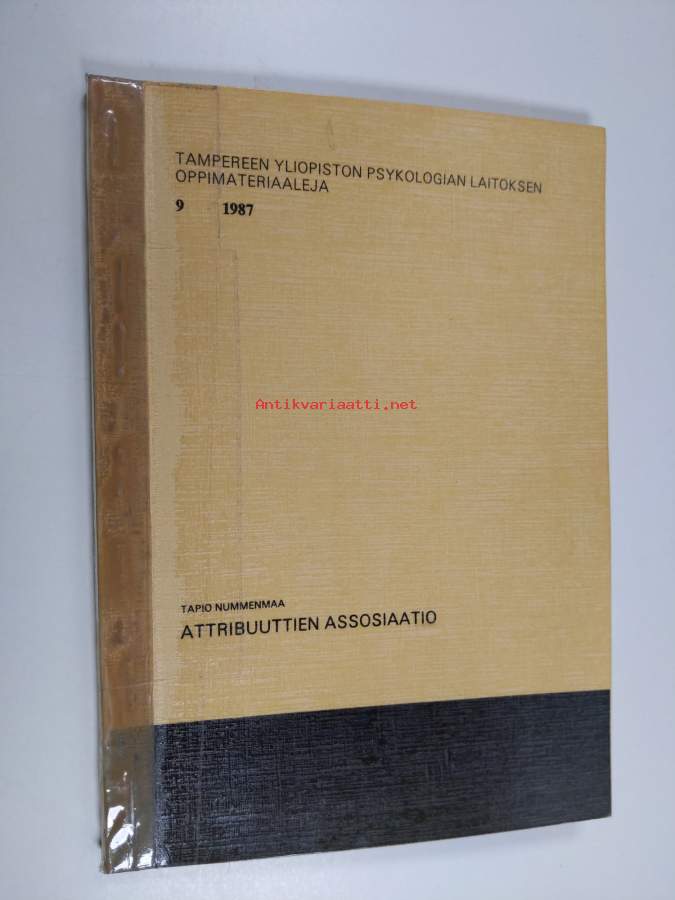 TAMPEREEN YLIOPISTON PSYKOLOGIAN LAITOKSEN
OPPIMATERIAALEJA
9 1987
Antikvariaatti.net
TAPIO NUMMENMAA
ATTRIBUUTTIEN ASSOSIAATIO